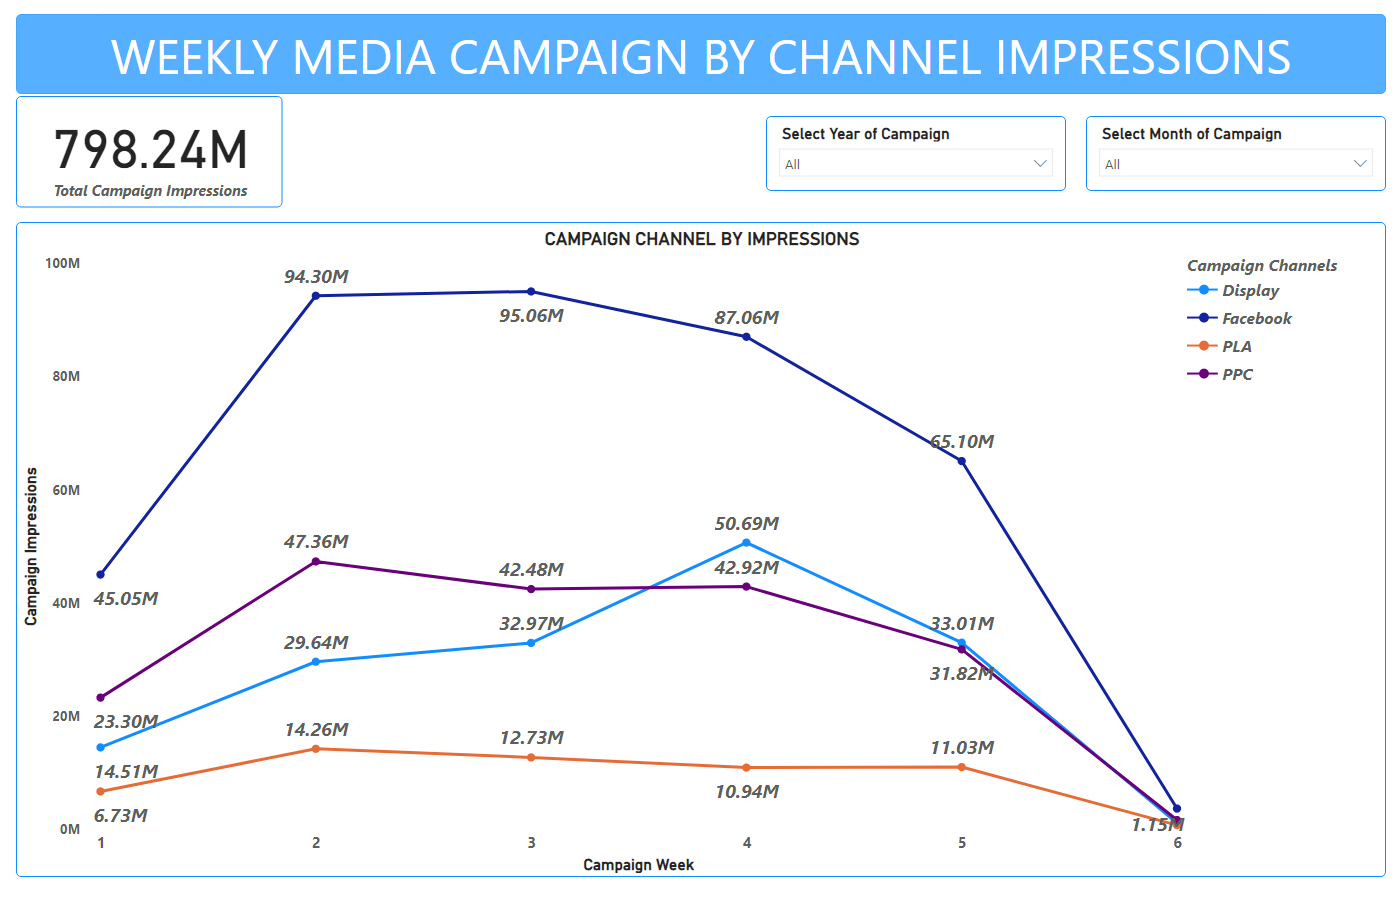 WEEKLY MEDIA CAMPAIGN BY CHANNEL IMPRESSIONS
798.24M
Total Campaign Impressions
Select Year of Campaign
All
Select Month of Campaign
All
CAMPAIGN CHANNEL BY IMPRESSIONS
Campaign Channels
Display
Facebook
PLA
PPC
Campaign Impressions
100M
80M
60M
40M
20M
0M
94.30M
95.06M
87.06M
65.10M
45.05M
47.36M
42.48M
50.69M
42.92M
33.01M
31.82M
29.64M
32.97M
23.30M
14.51M
6.73M
14.26M
12.73M
10.94M
11.03M
1.15M
1 2 3 4 5 6
Campaign Week